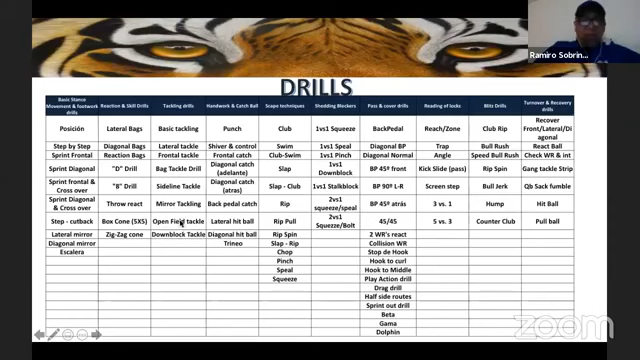 Ramiro Sobrin...
DRILLS
Basic Stance Movement & footwork drills | Reaction & Skill Drills | Tackling drills | Handwork & Catch Ball | Scope techniques | Shedding Bleckers | Pass & cover drills | Reading of locks | Blitz Drills | Turnover & Recovery drills
Posición | Lateral Bags | Basic tackling | Punch | Club | 1vs1 Squeeze | BackPedal | Reach/Zone | Club Rip | Recover Front/Lateral/Diagonal
Step by Step | Diagonal Bags | Lateral tackle | Shiver & control | Swim | 1vs1 Speal | Diagonal BP | Trap | Bull Rush | React Ball
Sprint Frontal | Reaction Bags | Frontal tackle | Frontal catch | Club-Swim | 1vs1 Pinch | Diagonal Normal | Angle | Speed Bull Rush | Check WR & int
Sprint Diagonal | "D" Drill | Bag Tackle Drill | Diagonal catch (adelante) | Slap | 1vs1 Downblock | BP 45º front | Kick Slide (pass) | Rip Spin | Gang tackle Strip
Sprint frontal & Cross over | "8" Drill | Sideline Tackle | Diagonal catch (atras) | Slap - Club | 1vs1 Stalkblock | BP 90º L-R | Screen step | Bull Jerk | Qb Sack fumble
Sprint Diagonal & Cross over | Throw react | Mirror Tackling | Back pedal catch | Rip | 2vs1 squeeze/speal | BP 45º atrás | 3 vs. 1 | Hump | Hit Ball
Step - cutback | Box Cone (5X5) | Open Field tackle | Lateral hit ball | Rip Pull | 2vs1 Squezze/Bolt | 45/45 | 5 vs. 3 | Counter Club | Pull ball
Lateral mirror | Zig-Zag cone | Downblock Tackle | Diagonal hit ball | Rip Spin | 2 WR's react
Diagonal mirror | Trineo | Slap - Rip | Collision WR
Escalera | Chop | Stop de Hook
Pinch | Hook to curl
Speal | Hook to Middle
Squeeze | Play Action drill
Drag drill
Half side routes
Sprint out drill
Beta
Gama
Dolphin
zoom